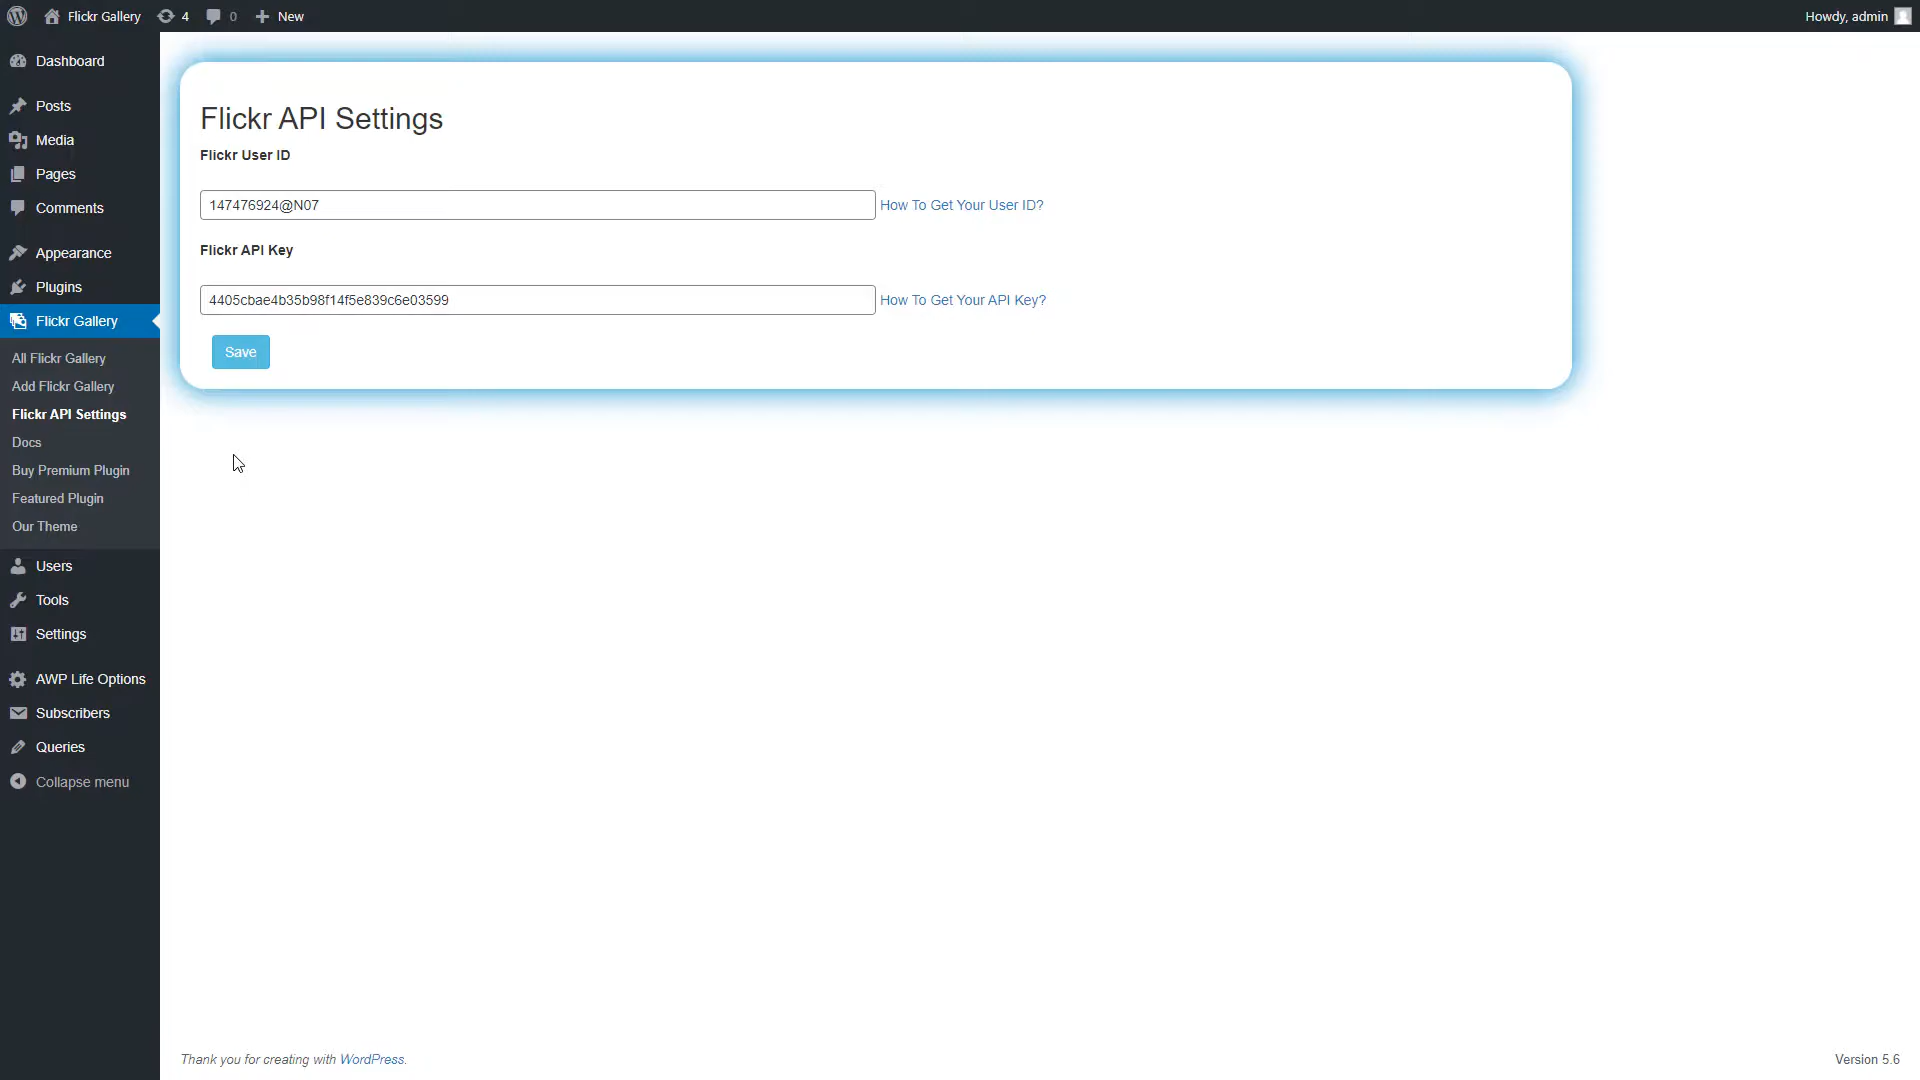 Flickr Gallery 4 0 New Howdy, admin
Dashboard
Posts
Media
Pages
Comments
Appearance
Plugins
Flickr Gallery
All Flickr Gallery
Add Flickr Gallery
Flickr API Settings
Docs
Buy Premium Plugin
Featured Plugin
Our Theme
Users
Tools
Settings
AWP Life Options
Subscribers
Queries
Collapse menu
Flickr API Settings
Flickr User ID
147476924@N07 How To Get Your User ID?
Flickr API Key
4405cbae4b35b98f14f5e839c6e03599 How To Get Your API Key?
Save
Thank you for creating with WordPress. Version 5.6